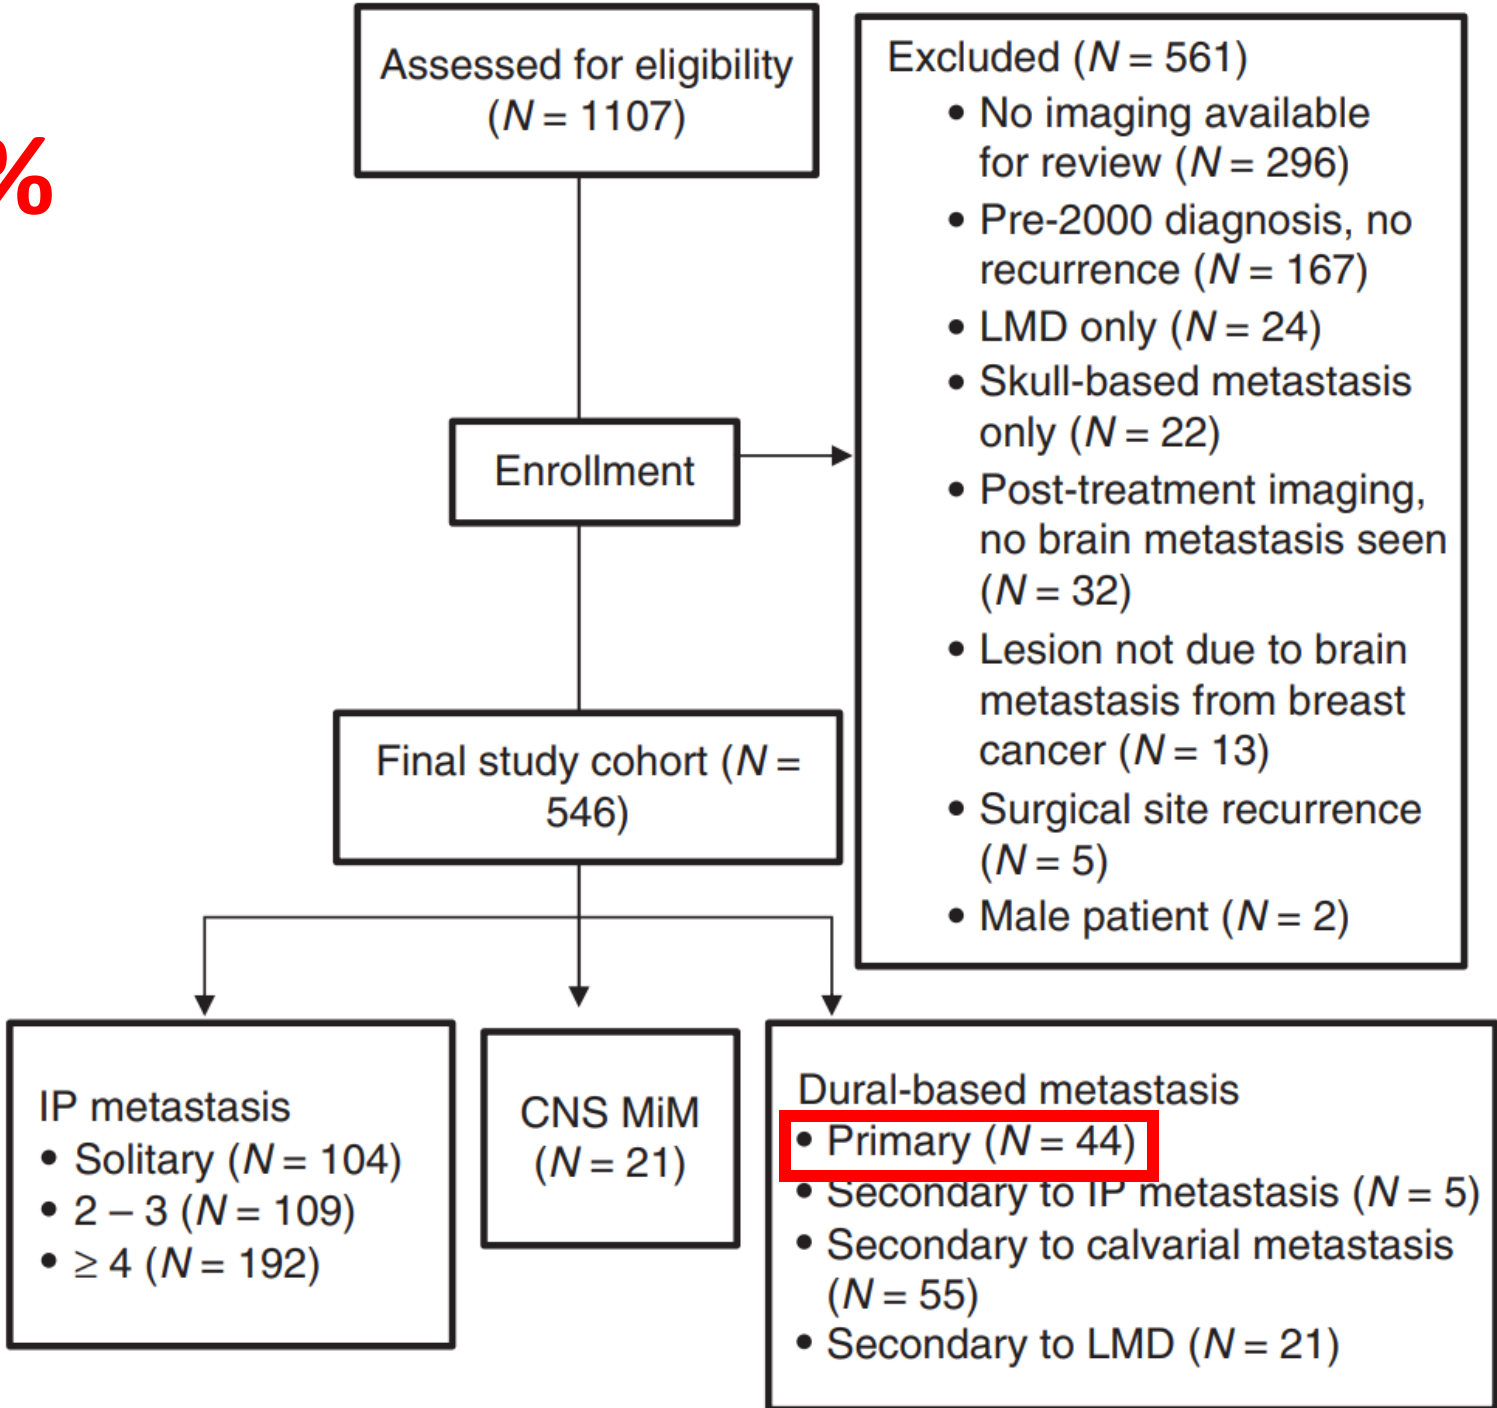 Assessed for eligibility
(N = 1107)
%
Excluded (N = 561)
• No imaging available
for review (N = 296)
• Pre-2000 diagnosis, no
recurrence (N = 167)
• LMD only (N = 24)
• Skull-based metastasis
only (N = 22)
• Post-treatment imaging,
no brain metastasis seen
(N = 32)
• Lesion not due to brain
metastasis from breast
cancer (N = 13)
• Surgical site recurrence
(N = 5)
• Male patient (N = 2)
Enrollment
Final study cohort (N =
546)
IP metastasis
• Solitary (N = 104)
• 2 – 3 (N = 109)
• ≥ 4 (N = 192)
CNS MiM
(N = 21)
Dural-based metastasis
• Primary (N = 44)
• Secondary to IP metastasis (N = 5)
• Secondary to calvarial metastasis
(N = 55)
• Secondary to LMD (N = 21)